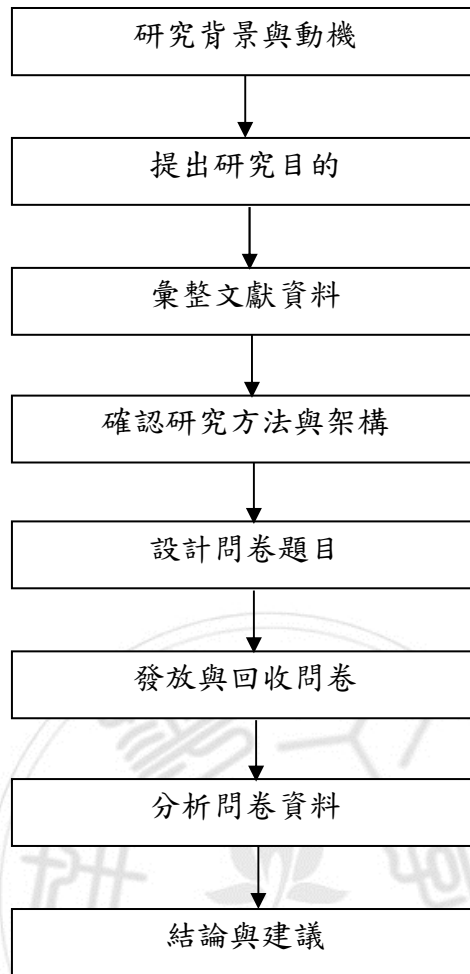 研究背景與動機
提出研究目的
彙整文獻資料
確認研究方法與架構
設計問卷題目
發放與回收問卷
分析問卷資料
結論與建議